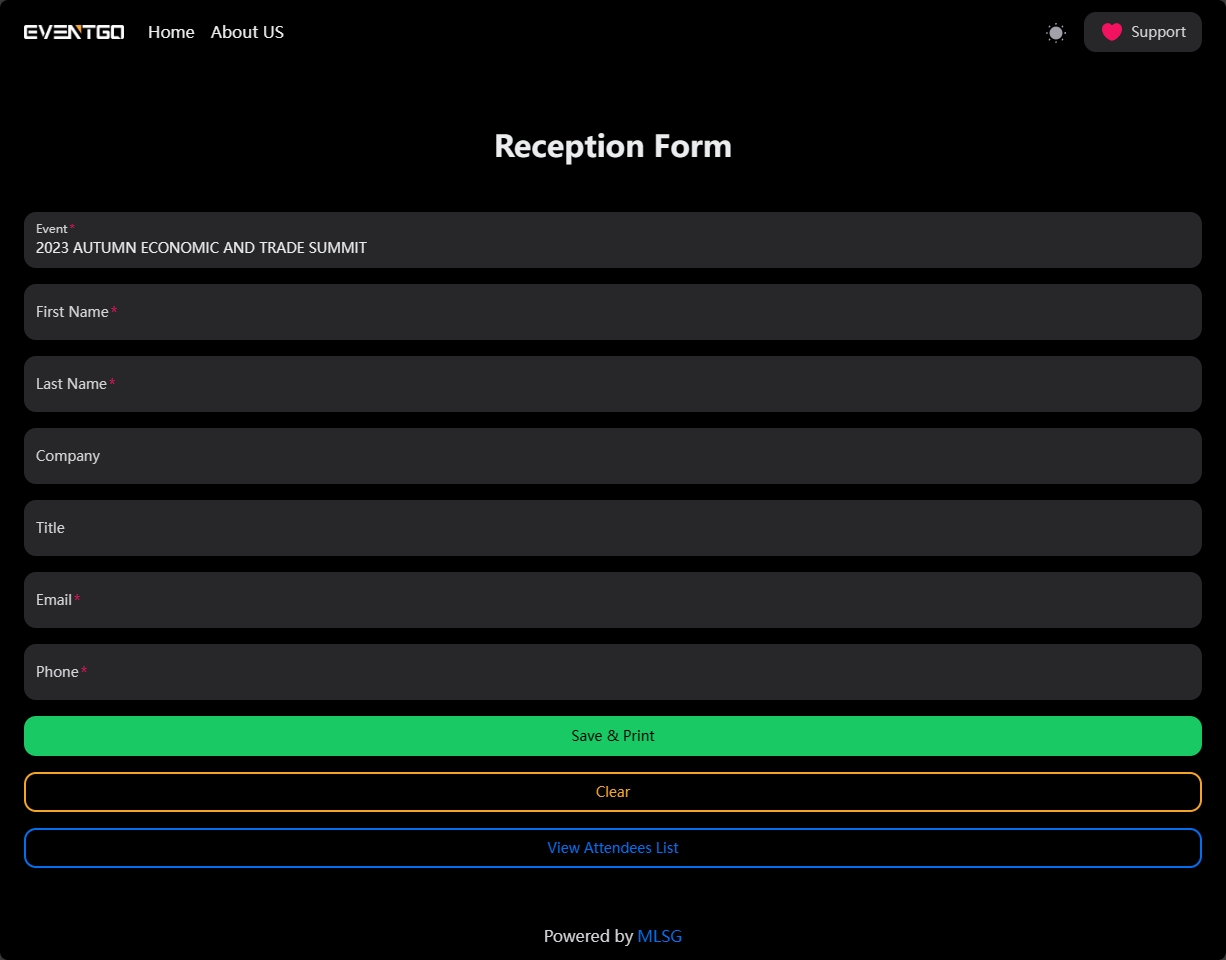 EVENTGO Home About US Support
Reception Form
Event*
2023 AUTUMN ECONOMIC AND TRADE SUMMIT
First Name*
Last Name*
Company
Title
Email*
Phone*
Save & Print
Clear
View Attendees List
Powered by MLSG